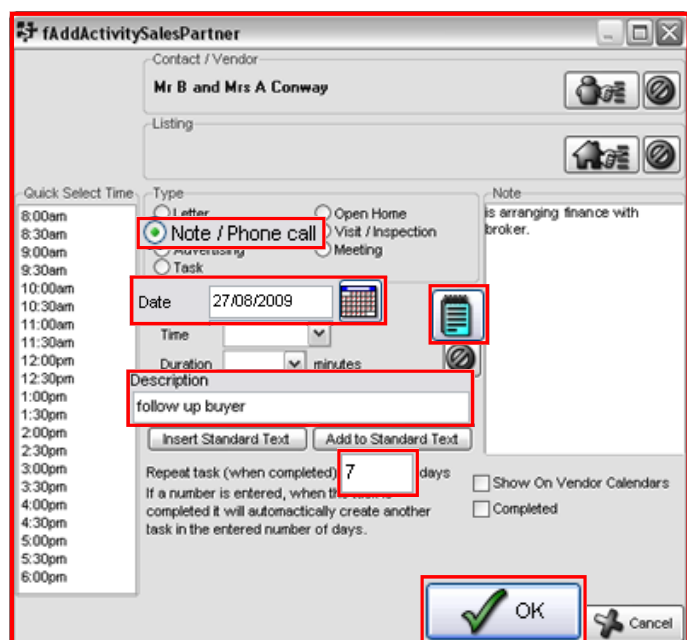 fAddActivitySalesPartner
Contact / Vendor
Mr B and Mrs A Conway
Listing
Quick Select Time
8:00am
8:30am
9:00am
9:30am
10:00am
10:30am
11:00am
11:30am
12:00pm
12:30pm
1:00pm
1:30pm
2:00pm
2:30pm
3:00pm
3:30pm
4:00pm
4:30pm
5:00pm
5:30pm
6:00pm
Type
Letter
Open Home
Note / Phone call
Visit / Inspection
Advertising
Meeting
Task
Date 27/08/2009
Time
Duration minutes
Description
follow up buyer
Insert Standard Text Add to Standard Text
Repeat task (when completed) 7 days
If a number is entered, when the task is
completed it will automactically create another
task in the entered number of days.
Note
is arranging finance with
broker.
Show On Vendor Calendars
Completed
OK
Cancel